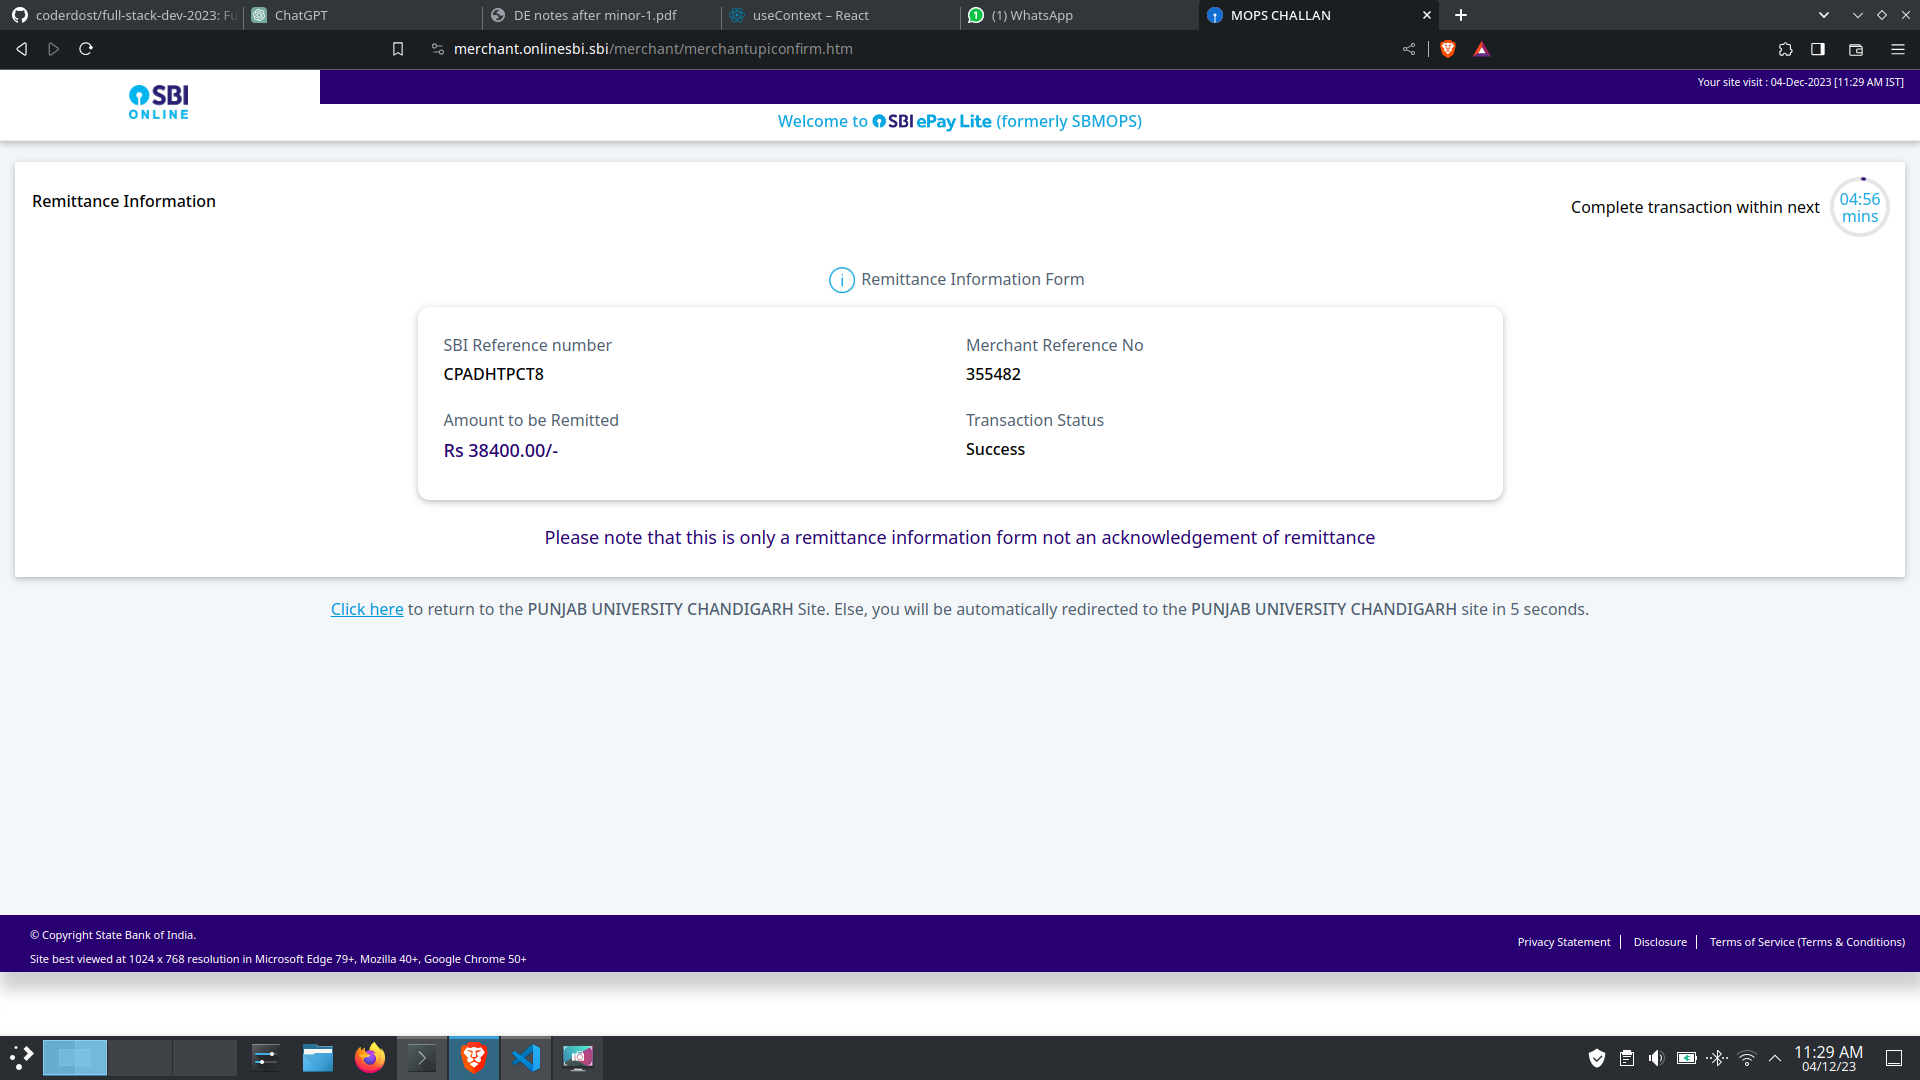 coderdost/full-stack-dev-2023: Fu
ChatGPT
DE notes after minor-1.pdf
useContext – React
(1) WhatsApp
MOPS CHALLAN
merchant.onlinesbi.sbi/merchant/merchantupiconfirm.htm
SBI
ONLINE
Your site visit : 04-Dec-2023 [11:29 AM IST]
Welcome to SBI ePay Lite (formerly SBMOPS)
Remittance Information
Complete transaction within next
04:56
mins
Remittance Information Form
SBI Reference number
CPADHTPCT8
Merchant Reference No
355482
Amount to be Remitted
Rs 38400.00/-
Transaction Status
Success
Please note that this is only a remittance information form not an acknowledgement of remittance
Click here to return to the PUNJAB UNIVERSITY CHANDIGARH Site. Else, you will be automatically redirected to the PUNJAB UNIVERSITY CHANDIGARH site in 5 seconds.
© Copyright State Bank of India.
Site best viewed at 1024 x 768 resolution in Microsoft Edge 79+, Mozilla 40+, Google Chrome 50+
Privacy Statement
Disclosure
Terms of Service (Terms & Conditions)
11:29 AM
04/12/23